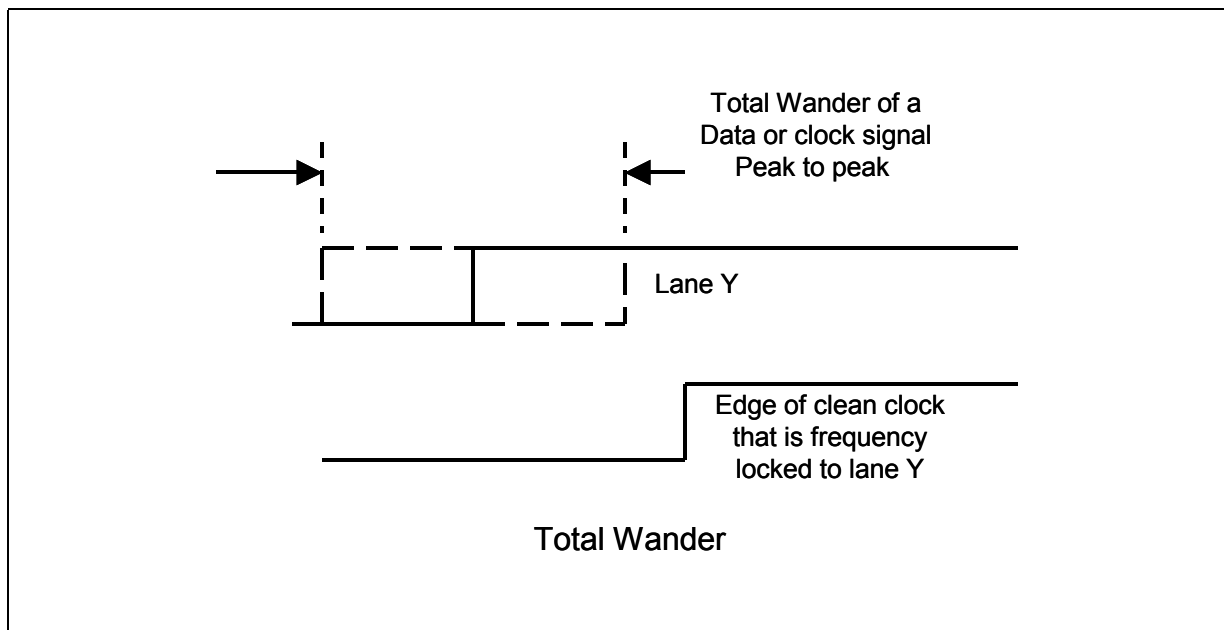 Total Wander of a
Data or clock signal
Peak to peak
Lane Y
Edge of clean clock
that is frequency
locked to lane Y
Total Wander